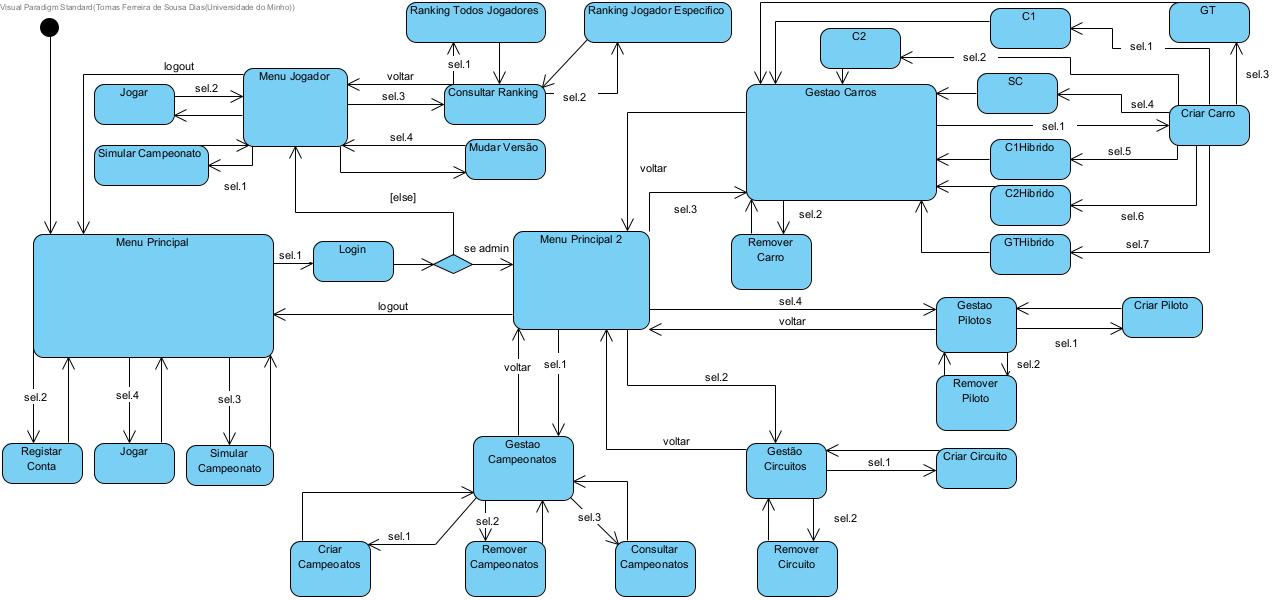 Visual Paradigm Standard(Tomas Ferreira de Sousa Dias(Universidade do Minho))
Ranking Todos Jogadores
Ranking Jogador Especifico
C1
GT
C2
sel.1
sel.2
sel.3
logout
Menu Jogador
voltar
sel.1
Jogar
sel.2
sel.3
Consultar Ranking
sel.2
Gestao Carros
SC
sel.4
Criar Carro
sel.1
Simular Campeonato
sel.4
Mudar Versão
C1Hibrido
sel.5
sel.1
voltar
[else]
C2Hibrido
sel.6
sel.3
sel.2
Menu Principal
Login
sel.1
se admin
Menu Principal 2
Remover
Carro
GTHibrido
sel.7
logout
sel.4
voltar
Gestao
Pilotos
Criar Piloto
sel.1
sel.2
Remover
Piloto
voltar
sel.1
sel.2
sel.2
sel.4
sel.3
Registar
Conta
Jogar
Simular
Campeonato
Gestao
Campeonatos
voltar
Gestão
Circuitos
sel.1
Criar Circuito
sel.1
sel.2
sel.3
sel.2
Criar
Campeoatos
Remover
Campeonatos
Consultar
Campeonatos
Remover
Circuito